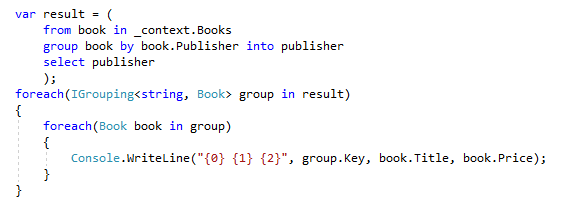 var result = (
from book in _context.Books
group book by book.Publisher into publisher
select publisher
);
foreach(IGrouping<string, Book> group in result)
{
foreach(Book book in group)
{
Console.WriteLine("{0} {1} {2}", group.Key, book.Title, book.Price);
}
}